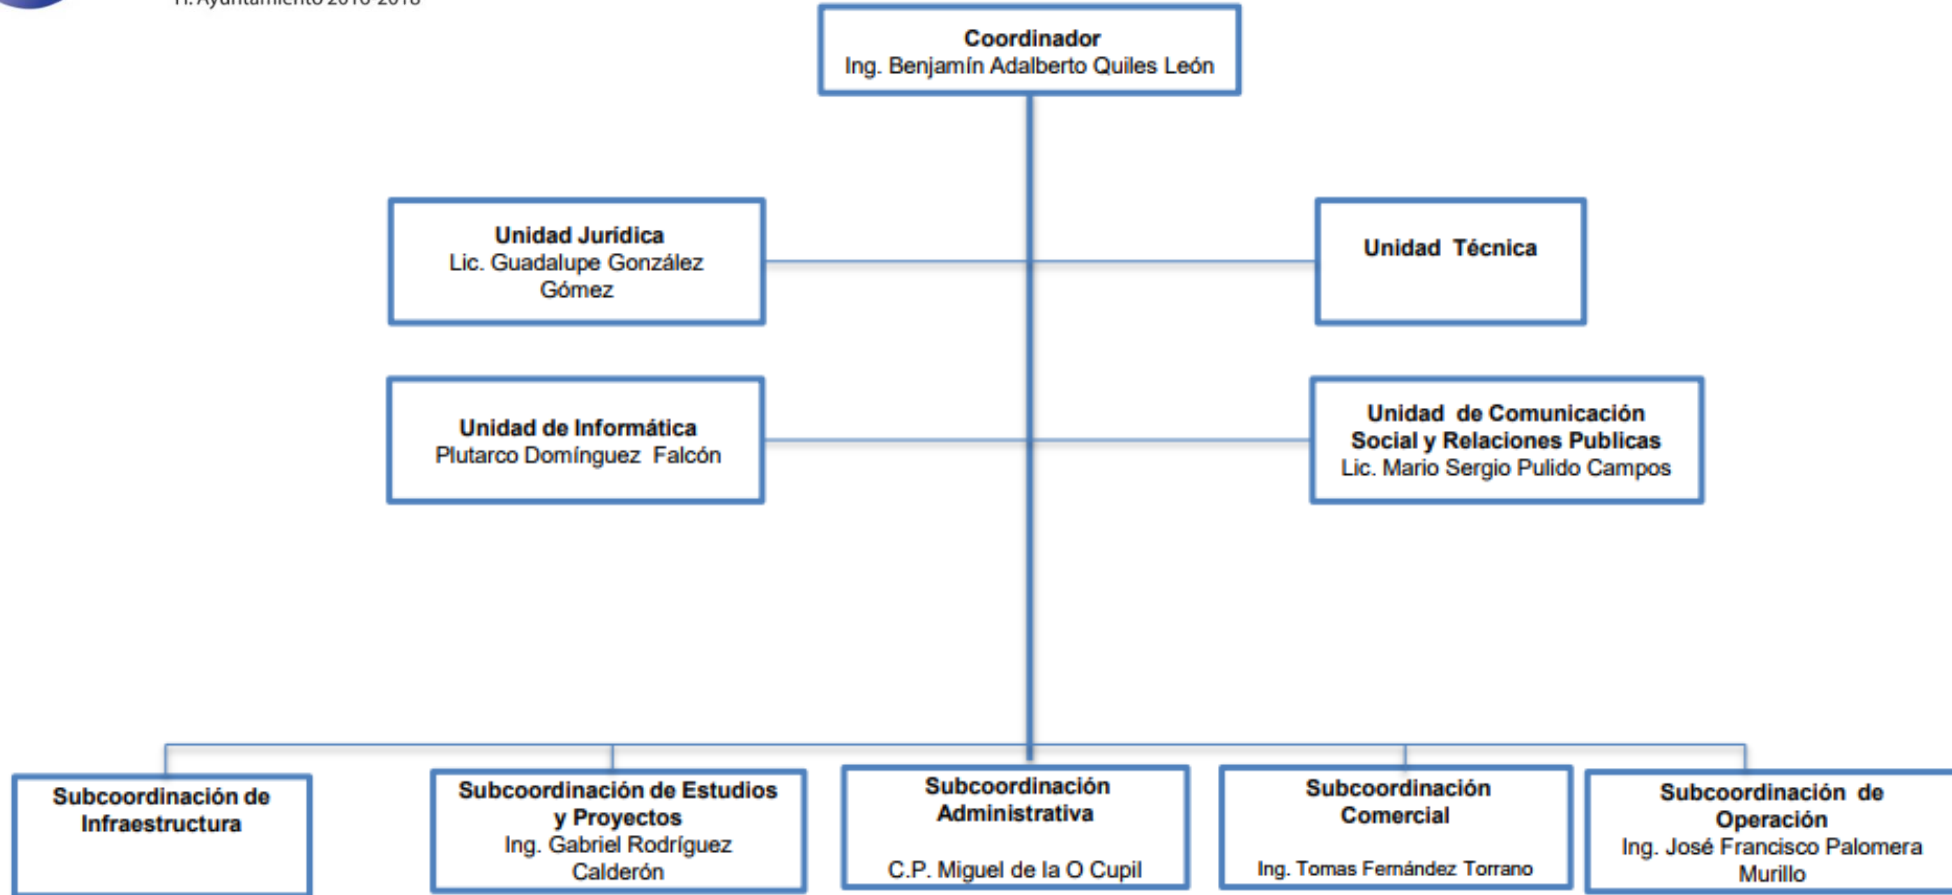 H. Ayuntamiento 2016-2018
Coordinador
Ing. Benjamín Adalberto Quiles León
Unidad Jurídica
Lic. Guadalupe González
Gómez
Unidad Técnica
Unidad de Informática
Plutarco Domínguez Falcón
Unidad de Comunicación
Social y Relaciones Publicas
Lic. Mario Sergio Pulido Campos
Subcoordinación de
Infraestructura
Subcoordinación de Estudios
y Proyectos
Ing. Gabriel Rodríguez
Calderón
Subcoordinación
Administrativa
C.P. Miguel de la O Cupil
Subcoordinación
Comercial
Ing. Tomas Fernández Torrano
Subcoordinación de
Operación
Ing. José Francisco Palomera
Murillo